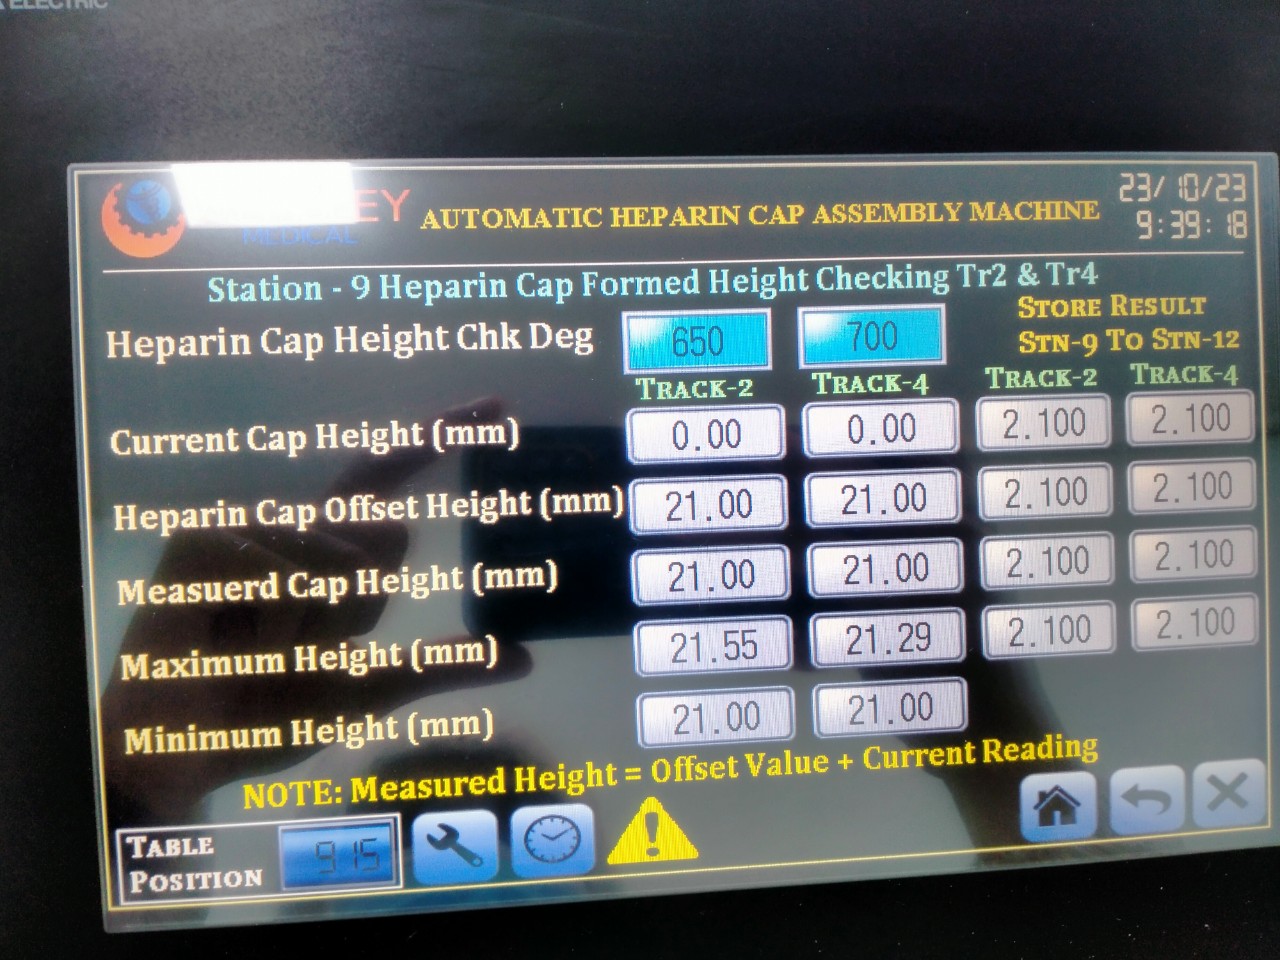 ELECTRIC
EY
MEDICAL
AUTOMATIC HEPARIN CAP ASSEMBLY MACHINE
23/10/23
9:39:18
Station - 9 Heparin Cap Formed Height Checking Tr2 & Tr4
Heparin Cap Height Chk Deg 650 700
STORE RESULT
STN-9 TO STN-12
TRACK-2 TRACK-4 TRACK-2 TRACK-4
Current Cap Height (mm) 0.00 0.00 2.100 2.100
Heparin Cap Offset Height (mm) 21.00 21.00 2.100 2.100
Measuerd Cap Height (mm) 21.00 21.00 2.100 2.100
Maximum Height (mm) 21.55 21.29 2.100 2.100
Minimum Height (mm) 21.00 21.00
NOTE: Measured Height = Offset Value + Current Reading
TABLE
POSITION
915